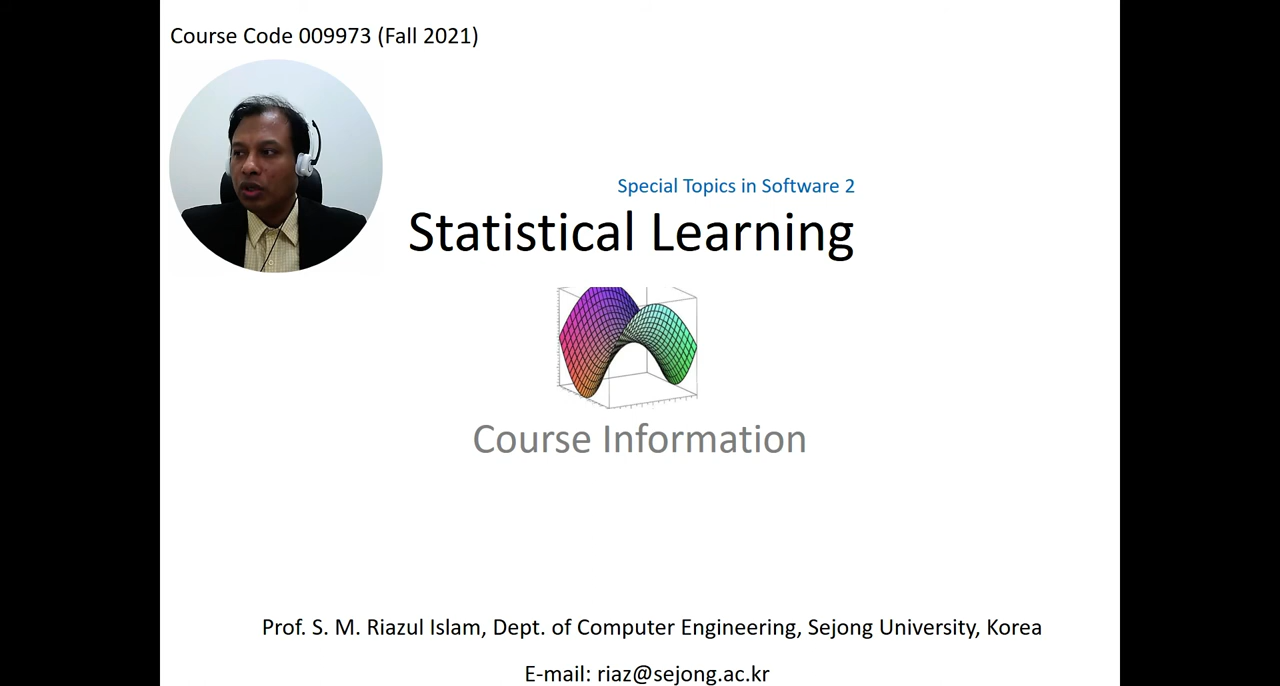 Course Code 009973 (Fall 2021)
Special Topics in Software 2
Statistical Learning
Course Information
Prof. S. M. Riazul Islam, Dept. of Computer Engineering, Sejong University, Korea
E-mail: riaz@sejong.ac.kr